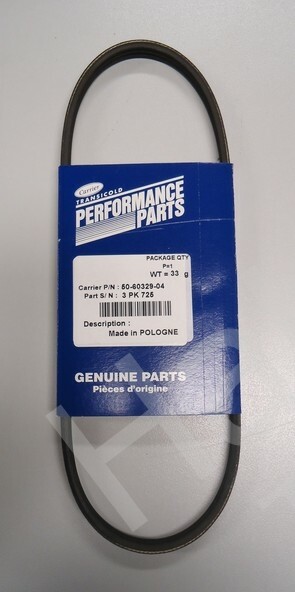 Carrier
TRANSICOLD
PERFORMANCE
PARTS
PACKAGE QTY
P=1
WT = 33 g
Carrier P/N : 50-60329-04
Part S/N : 3 PK 725
Description :
Made in POLOGNE
GENUINE PARTS
Pièces d'origine